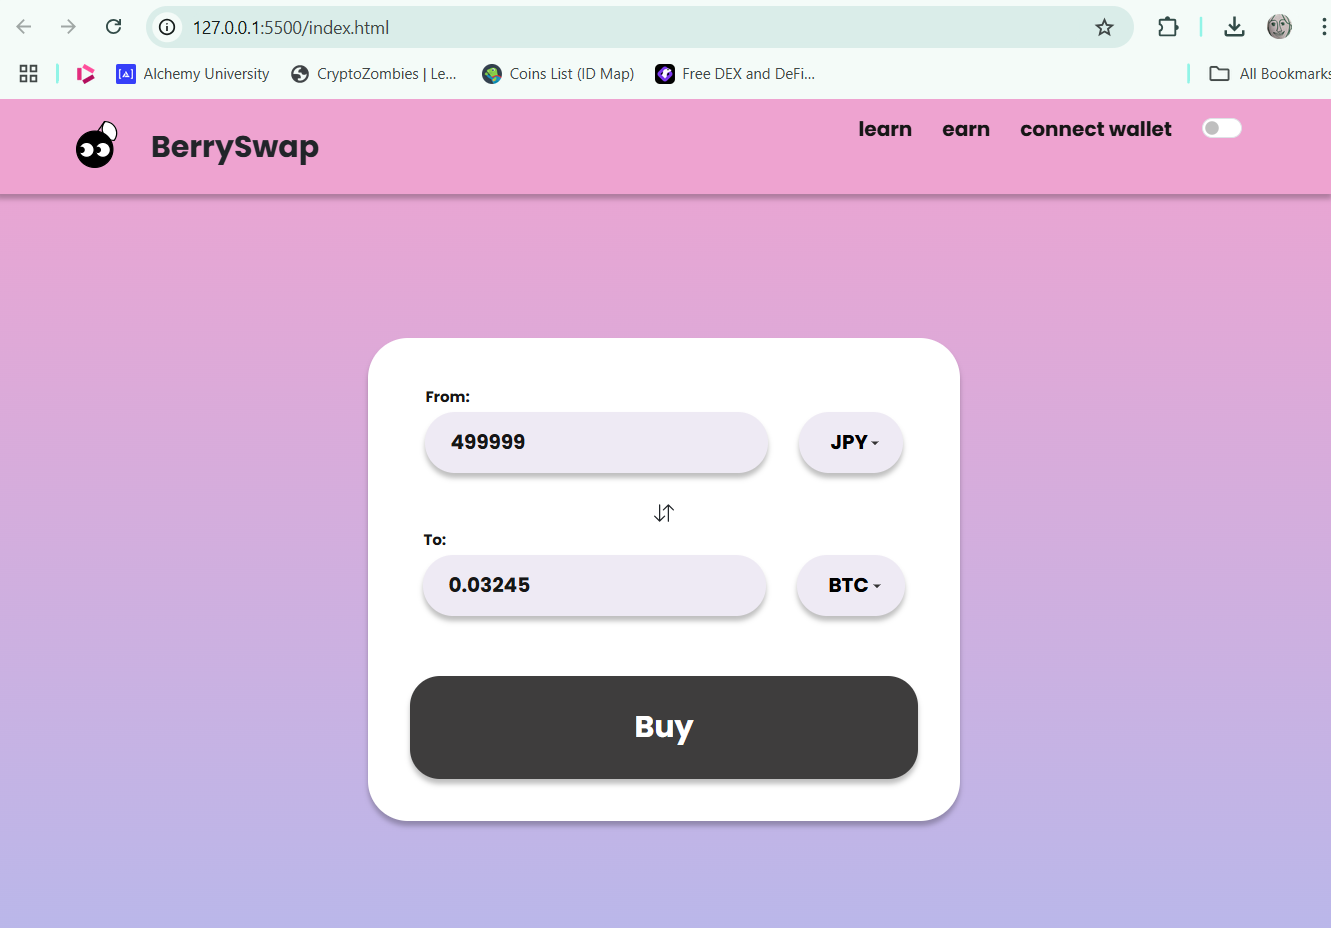 127.0.0.1:5500/index.html
Alchemy University
CryptoZombies | Le...
Coins List (ID Map)
Free DEX and DeFi...
All Bookmarks
BerrySwap
learn
earn
connect wallet
From:
499999
JPY
To:
0.03245
BTC
Buy